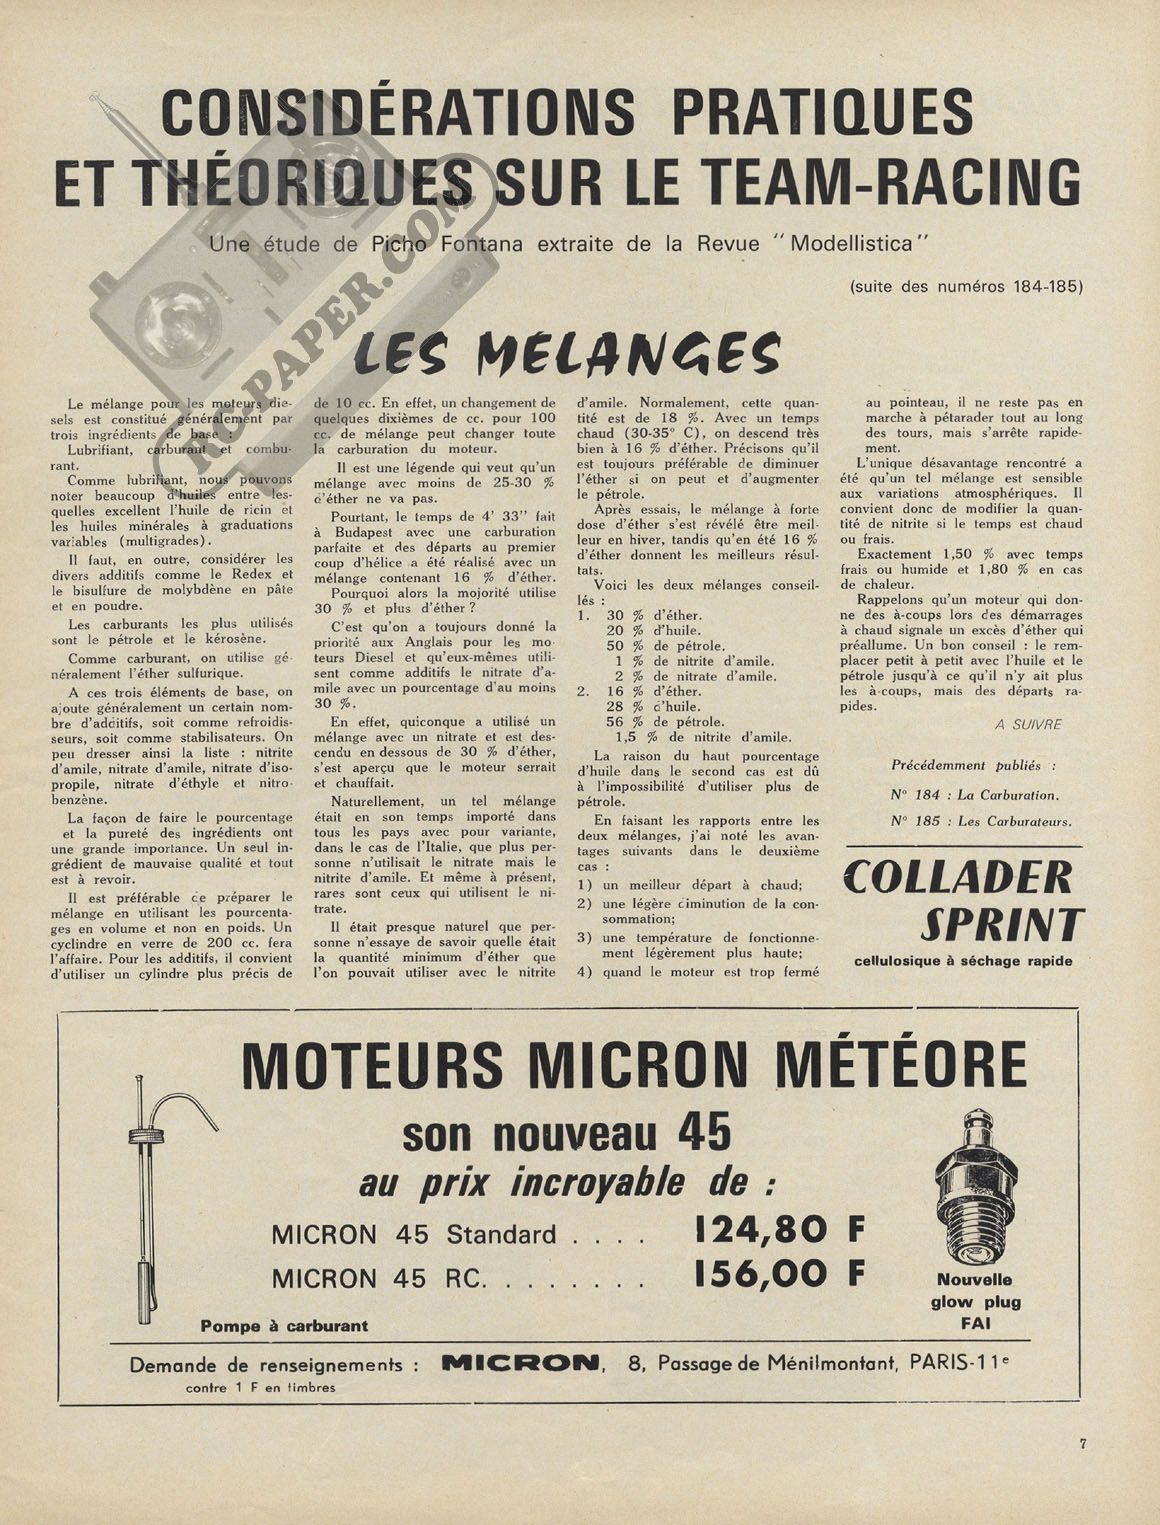 CONSIDÉRATIONS PRATIQUES
ET THÉORIQUES SUR LE TEAM-RACING
Une étude de Picho Fontana extraite de la Revue "Modellistica"
(suite des numéros 184-185)
RC-PAPER.COM
LES MÉLANGES
Le mélange pour les moteurs die-
sels est constitué généralement par
trois ingrédients de base :
Lubrifiant, carburant et combu-
rant.
Comme lubrifiant, nous pouvons
noter beaucoup d'huiles entre les-
quelles excellent l'huile de ricin et
les huiles minérales à graduations
variables (multigrades).
Il faut, en outre, considérer les
divers additifs comme le Redex et
le bisulfure de molybdène en pâte
et en poudre.
Les carburants les plus utilisés
sont le pétrole et le kérosène.
Comme carburant, on utilise gé-
néralement l'éther sulfurique.
A ces trois éléments de base, on
ajoute généralement un certain nom-
bre d'additifs, soit comme refroidis-
seurs, soit comme stabilisateurs. On
peu dresser ainsi la liste : nitrite
d'amile, nitrate d'amile, nitrate d'iso-
propile, nitrate d'éthyle et nitro-
benzène.
La façon de faire le pourcentage
et la pureté des ingrédients ont
une grande importance. Un seul in-
grédient de mauvaise qualité et tout
est à revoir.
Il est préférable de préparer le
mélange en utilisant les pourcenta-
ges en volume et non en poids. Un
cyclindre en verre de 200 cc. fera
l'affaire. Pour les additifs, il convient
d'utiliser un cylindre plus précis de
de 10 cc. En effet, un changement de
quelques dixièmes de cc. pour 100
cc. de mélange peut changer toute
la carburation du moteur.
Il est une légende qui veut qu'un
mélange avec moins de 25-30 %
d'éther ne va pas.
Pourtant, le temps de 4' 33'' fait
à Budapest avec une carburation
parfaite et des départs au premier
coup d'hélice a été réalisé avec un
mélange contenant 16 % d'éther.
Pourquoi alors la mojorité utilise
30 % et plus d'éther ?
C'est qu'on a toujours donné la
priorité aux Anglais pour les mo-
teurs Diesel et qu'eux-mêmes utili-
sent comme additifs le nitrate d'a-
mile avec un pourcentage d'au moins
30 %.
En effet, quiconque a utilisé un
mélange avec un nitrate et est des-
cendu en dessous de 30 % d'éther,
s'est aperçu que le moteur serrait
et chauffait.
Naturellement, un tel mélange
était en son temps importé dans
tous les pays avec pour variante,
dans le cas de l'Italie, que plus per-
sonne n'utilisait le nitrate mais le
nitrite d'amile. Et même à présent,
rares sont ceux qui utilisent le ni-
trate.
Il était presque naturel que per-
sonne n'essaye de savoir quelle était
la quantité minimum d'éther que
l'on pouvait utiliser avec le nitrite
d'amile. Normalement, cette quan-
tité est de 18 %. Avec un temps
chaud (30-35° C), on descend très
bien à 16 % d'éther. Précisons qu'il
est toujours préférable de diminuer
l'éther si on peut et d'augmenter
le pétrole.
Après essais, le mélange à forte
dose d'éther s'est révélé être meil-
leur en hiver, tandis qu'en été 16 %
d'éther donnent les meilleurs résul-
tats.
Voici les deux mélanges conseil-
lés :
1. 30 % d'éther.
20 % d'huile.
50 % de pétrole.
1 % de nitrite d'amile.
2 % de nitrate d'amile.
2. 16 % d'éther.
28 % d'huile.
56 % de pétrole.
1,5 % de nitrite d'amile.
La raison du haut pourcentage
d'huile dans le second cas est dû
à l'impossibilité d'utiliser plus de
pétrole.
En faisant les rapports entre les
deux mélanges, j'ai noté les avan-
tages suivants dans le deuxième
cas :
1) un meilleur départ à chaud;
2) une légère diminution de la con-
sommation;
3) une température de fonctionne-
ment légèrement plus haute;
4) quand le moteur est trop fermé
au pointeau, il ne reste pas en
marche à pétarader tout au long
des tours, mais s'arrête rapide-
ment.
L'unique désavantage rencontré a
été qu'un tel mélange est sensible
aux variations atmosphériques. Il
convient donc de modifier la quan-
tité de nitrite si le temps est chaud
ou frais.
Exactement 1,50 % avec temps
frais ou humide et 1,80 % en cas
de chaleur.
Rappelons qu'un moteur qui don-
ne des à-coups lors des démarrages
à chaud signale un excès d'éther qui
préallume. Un bon conseil : le rem-
placer petit à petit avec l'huile et le
pétrole jusqu'à ce qu'il n'y ait plus
les à-coups, mais des départs ra-
pides.
A SUIVRE
Précédemment publiés :
N° 184 : La Carburation.
N° 185 : Les Carburateurs.
COLLADER
SPRINT
cellulosique à séchage rapide
MOTEURS MICRON MÉTÉORE
son nouveau 45
au prix incroyable de :
MICRON 45 Standard . . . . 124,80 F
MICRON 45 RC. . . . . . . . 156,00 F
Pompe à carburant
Nouvelle
glow plug
FAI
Demande de renseignements : MICRON, 8, Passage de Ménilmontant, PARIS-11e
contre 1 F en timbres
7